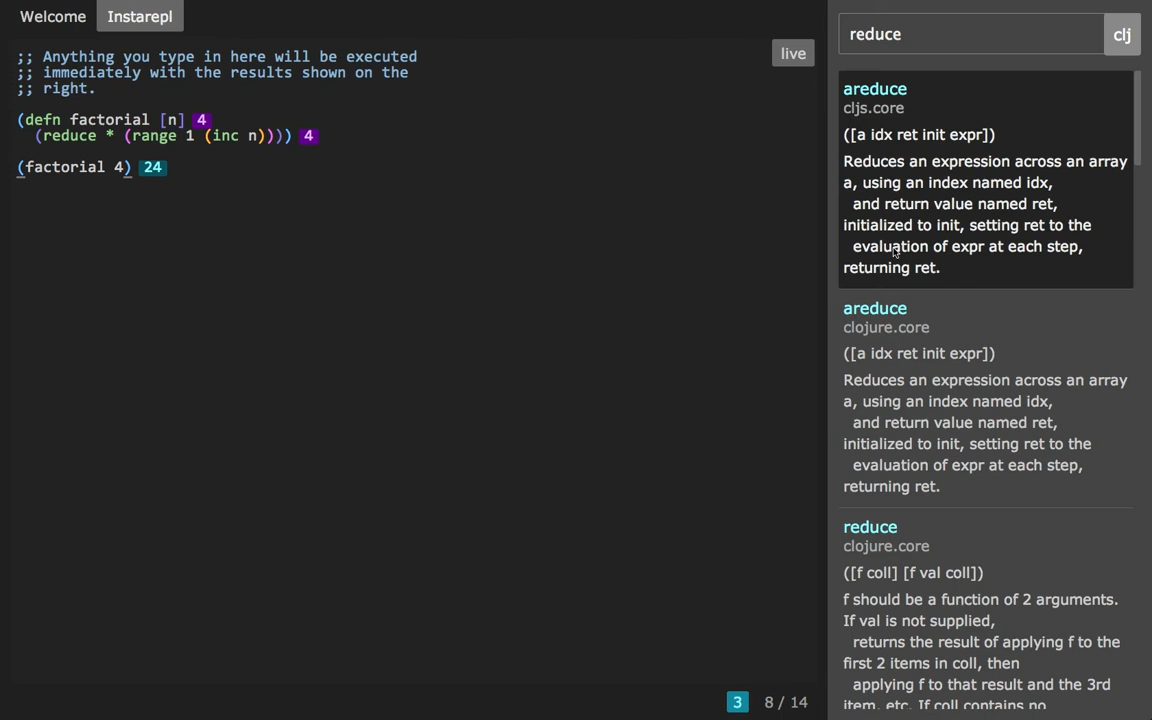 Welcome Instarepl
;; Anything you type in here will be executed
;; immediately with the results shown on the
;; right.
live
(defn factorial [n] 4
(reduce * (range 1 (inc n)))) 4
(factorial 4) 24
3 8 / 14
reduce clj
areduce
cljs.core
([a idx ret init expr])
Reduces an expression across an array
a, using an index named idx,
and return value named ret,
initialized to init, setting ret to the
evaluation of expr at each step,
returning ret.
areduce
clojure.core
([a idx ret init expr])
Reduces an expression across an array
a, using an index named idx,
and return value named ret,
initialized to init, setting ret to the
evaluation of expr at each step,
returning ret.
reduce
clojure.core
([f coll] [f val coll])
f should be a function of 2 arguments.
If val is not supplied,
returns the result of applying f to the
first 2 items in coll, then
applying f to that result and the 3rd
item, etc. If coll contains no